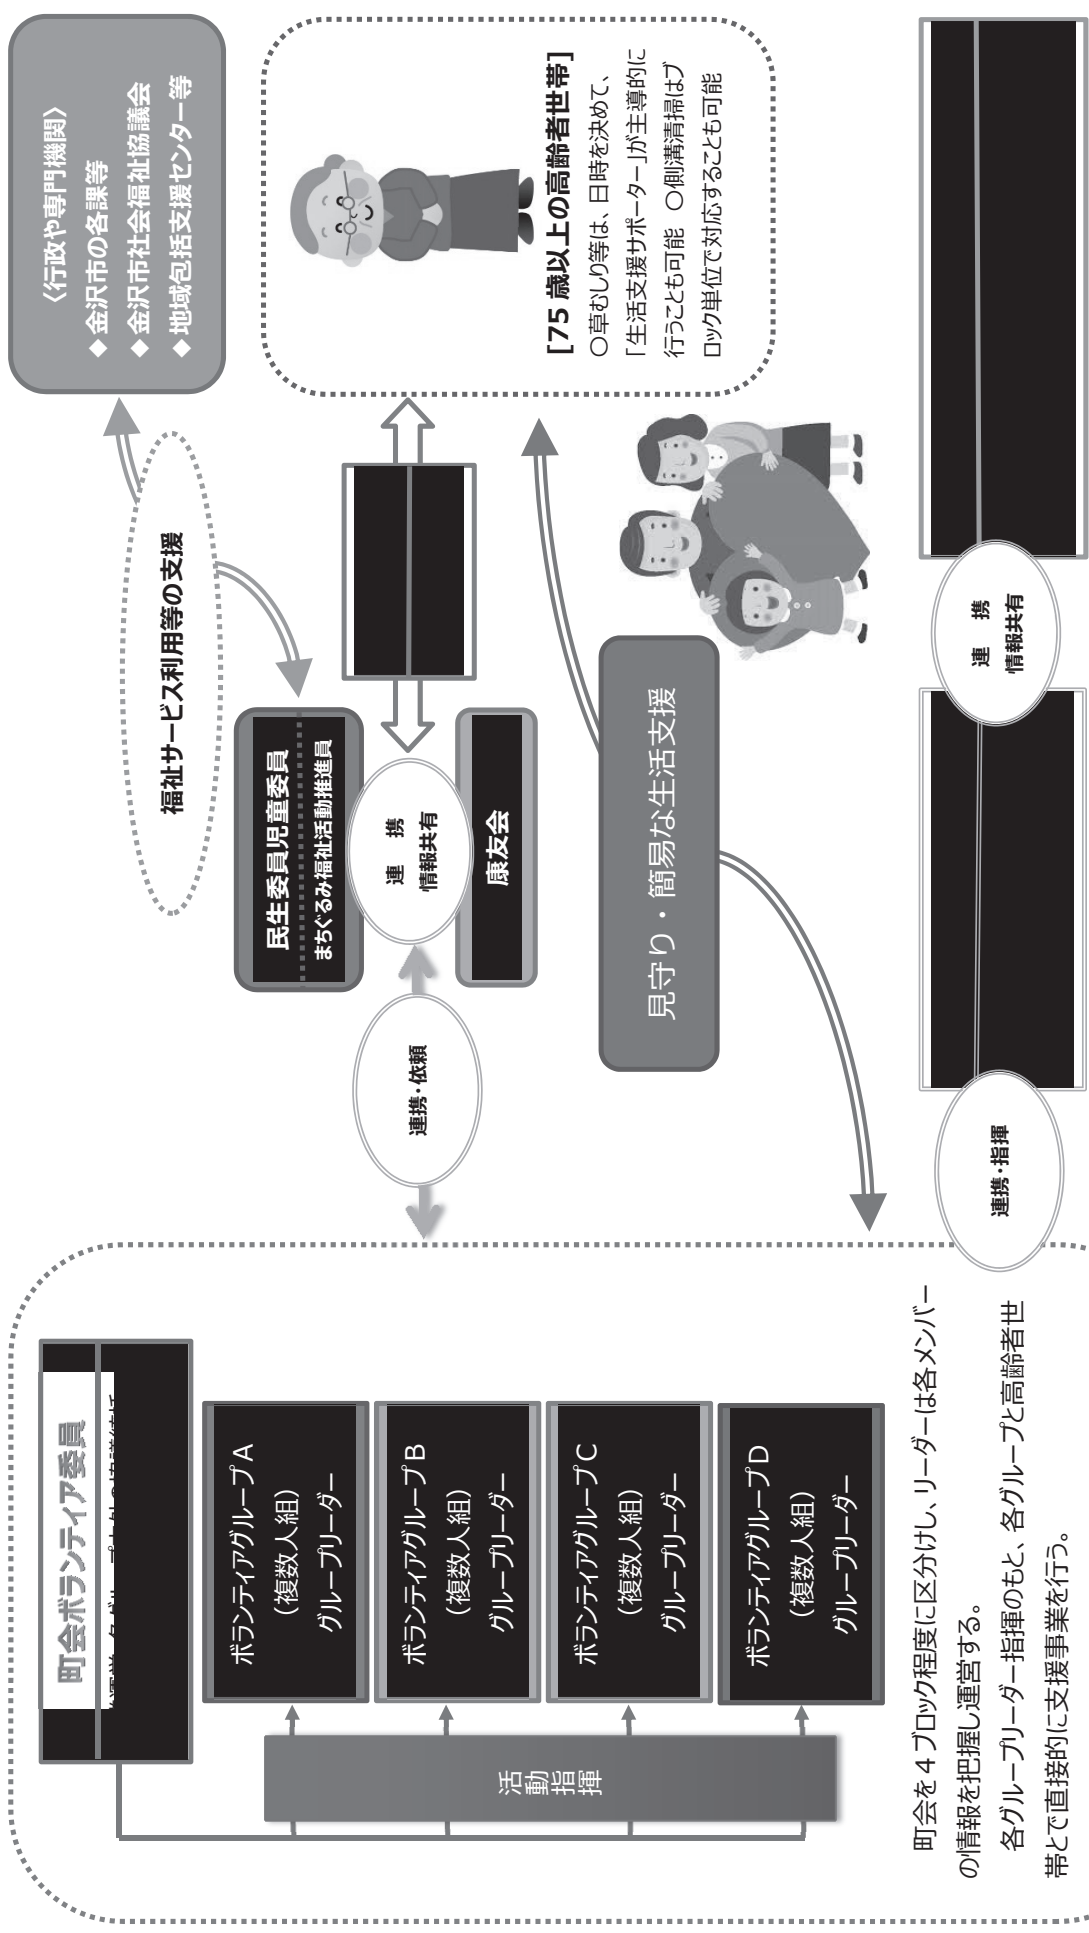 町会ボランティア委員
ボランティアグループA
（複数人組）
グループリーダー
ボランティアグループB
（複数人組）
グループリーダー
ボランティアグループC
（複数人組）
グループリーダー
ボランティアグループD
（複数人組）
グループリーダー
活動指揮
町会を4ブロック程度に区分けし、リーダーは各メンバー
の情報を把握し運営する。
各グループリーダー指揮のもと、各グループと高齢者世
帯とで直接的に支援事業を行う。
連携・依頼
連携・指揮
福祉サービス利用等の支援
民生委員児童委員
まちぐるみ福祉活動推進員
連　携
情報共有
康友会
見守り・簡易な生活支援
連　携
情報共有
〈行政や専門機関〉
◆金沢市の各課等
◆金沢市社会福祉協議会
◆地域包括支援センター等
[75 歳以上の高齢者世帯]
〇草むしり等は、日時を決めて、
「生活支援サポーター」が主導的に
行うことも可能 〇側溝清掃はブ
ロック単位で対応することも可能